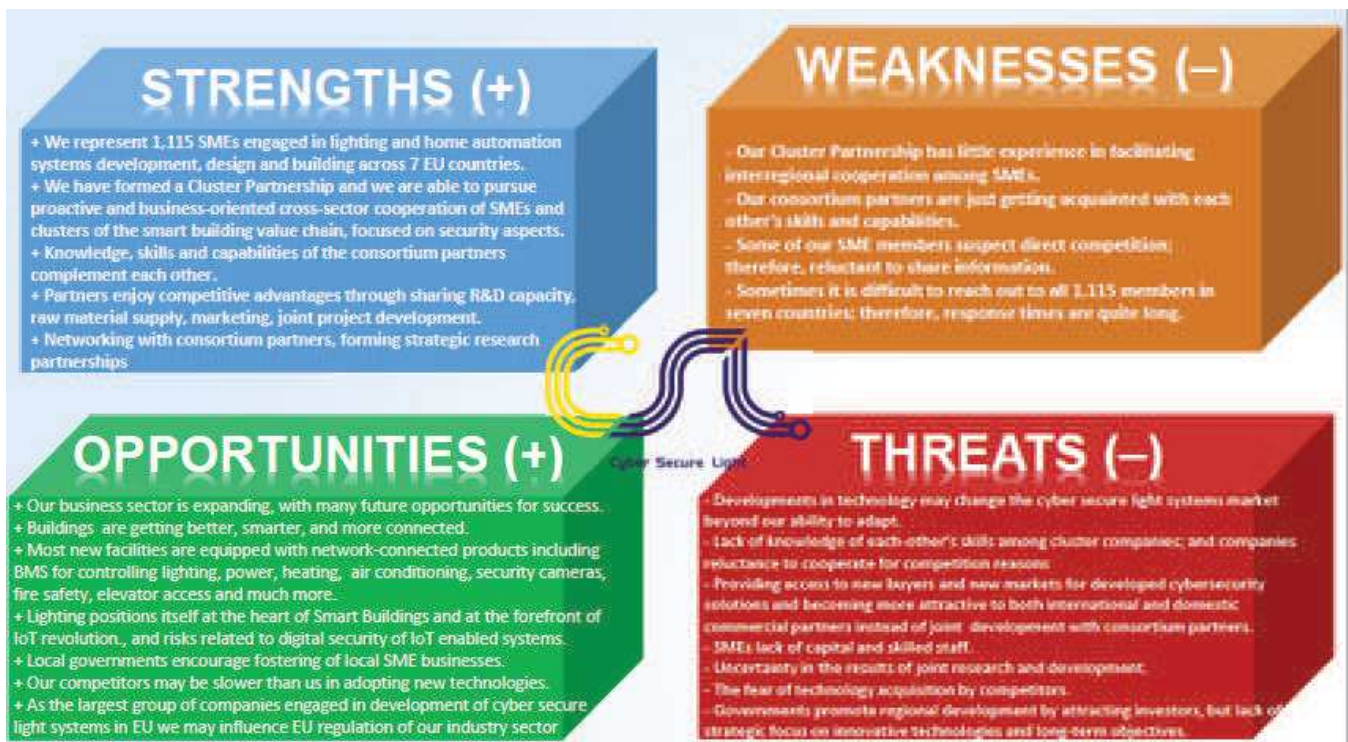 STRENGTHS (+)
+ We represent 1,115 SMEs engaged in lighting and home automation
systems development, design and building across 7 EU countries.
+ We have formed a Cluster Partnership and we are able to pursue
proactive and business-oriented cross-sector cooperation of SMEs and
clusters of the smart building value chain, focused on security aspects.
+ Knowledge, skills and capabilities of the consortium partners
complement each other.
+ Partners enjoy competitive advantages through sharing R&D capacity,
raw material supply, marketing, joint project development.
+ Networking with consortium partners, forming strategic research
partnerships
WEAKNESSES (–)
- Our Cluster Partnership has little experience in facilitating
interregional cooperation among SMEs.
- Our consortium partners are just getting acquainted with each
other's skills and capabilities.
- Some of our SME members suspect direct competition;
therefore, reluctant to share information.
- Sometimes it is difficult to reach out to all 1,115 members in
seven countries; therefore, response times are quite long.
CSL
Cyber Secure Light
OPPORTUNITIES (+)
+ Our business sector is expanding, with many future opportunities for success.
+ Buildings are getting better, smarter, and more connected.
+ Most new facilities are equipped with network-connected products including
BMS for controlling lighting, power, heating, air conditioning, security cameras,
fire safety, elevator access and much more.
+ Lighting positions itself at the heart of Smart Buildings and at the forefront of
IoT revolution., and risks related to digital security of IoT enabled systems.
+ Local governments encourage fostering of local SME businesses.
+ Our competitors may be slower than us in adopting new technologies.
+ As the largest group of companies engaged in development of cyber secure
light systems in EU we may influence EU regulation of our industry sector
THREATS (–)
- Developments in technology may change the cyber secure light systems market
beyond our ability to adapt.
- Lack of knowledge of each-other's skills among cluster companies; and companies
reluctance to cooperate for competition reasons
- Providing access to new buyers and new markets for developed cybersecurity
solutions and becoming more attractive to both international and domestic
commercial partners instead of joint development with consortium partners.
- SMEs lack of capital and skilled staff.
- Uncertainty in the results of joint research and development.
- The fear of technology acquisition by competitors.
- Governments promote regional development by attracting investors, but lack of
strategic focus on innovative technologies and long-term objectives.